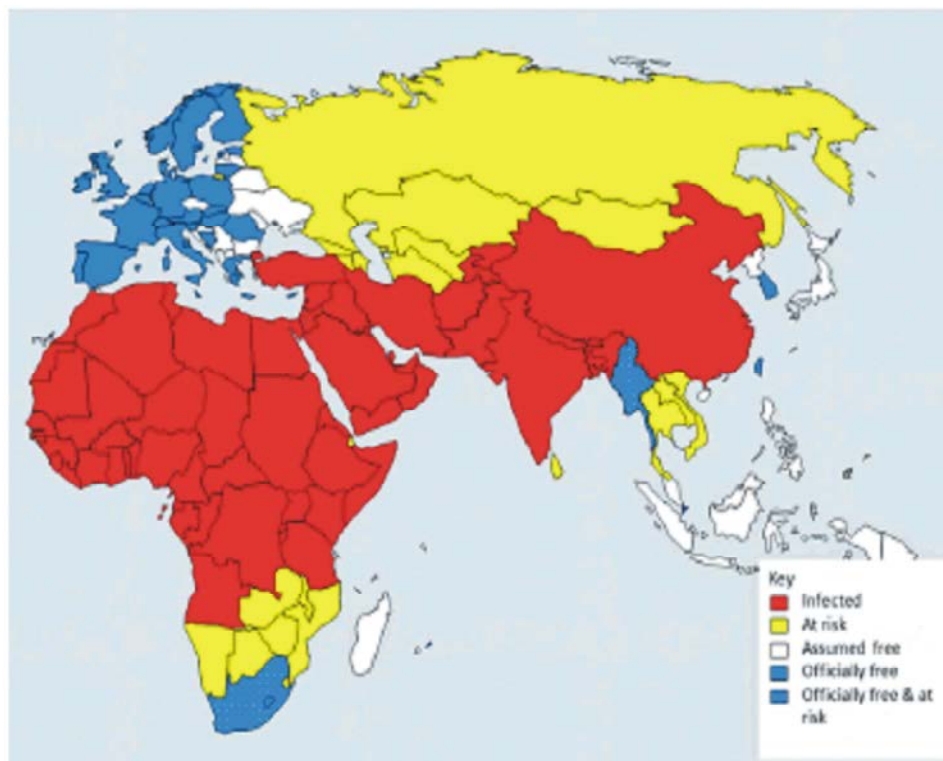 Key
Infected
At risk
Assumed free
Officially free
Officially free & at
risk